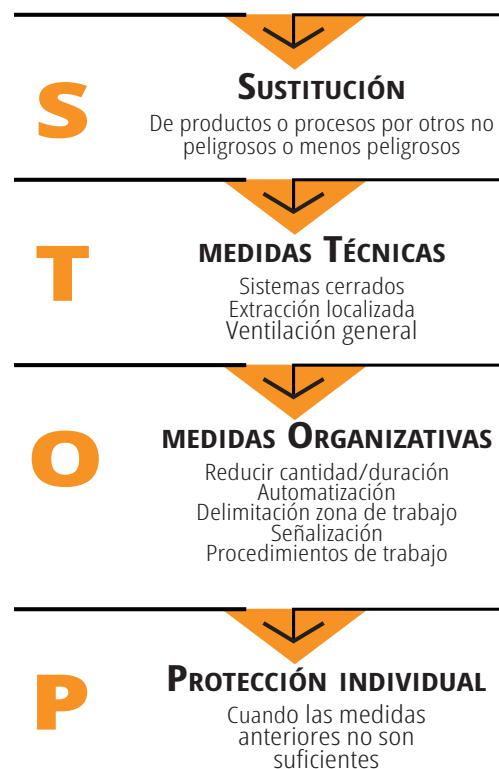 S
SUSTITUCIÓN
De productos o procesos por otros no
peligrosos o menos peligrosos
T
MEDIDAS TÉCNICAS
Sistemas cerrados
Extracción localizada
Ventilación general
O
MEDIDAS ORGANIZATIVAS
Reducir cantidad/duración
Automatización
Delimitación zona de trabajo
Señalización
Procedimientos de trabajo
P
PROTECCIÓN INDIVIDUAL
Cuando las medidas
anteriores no son
suficientes